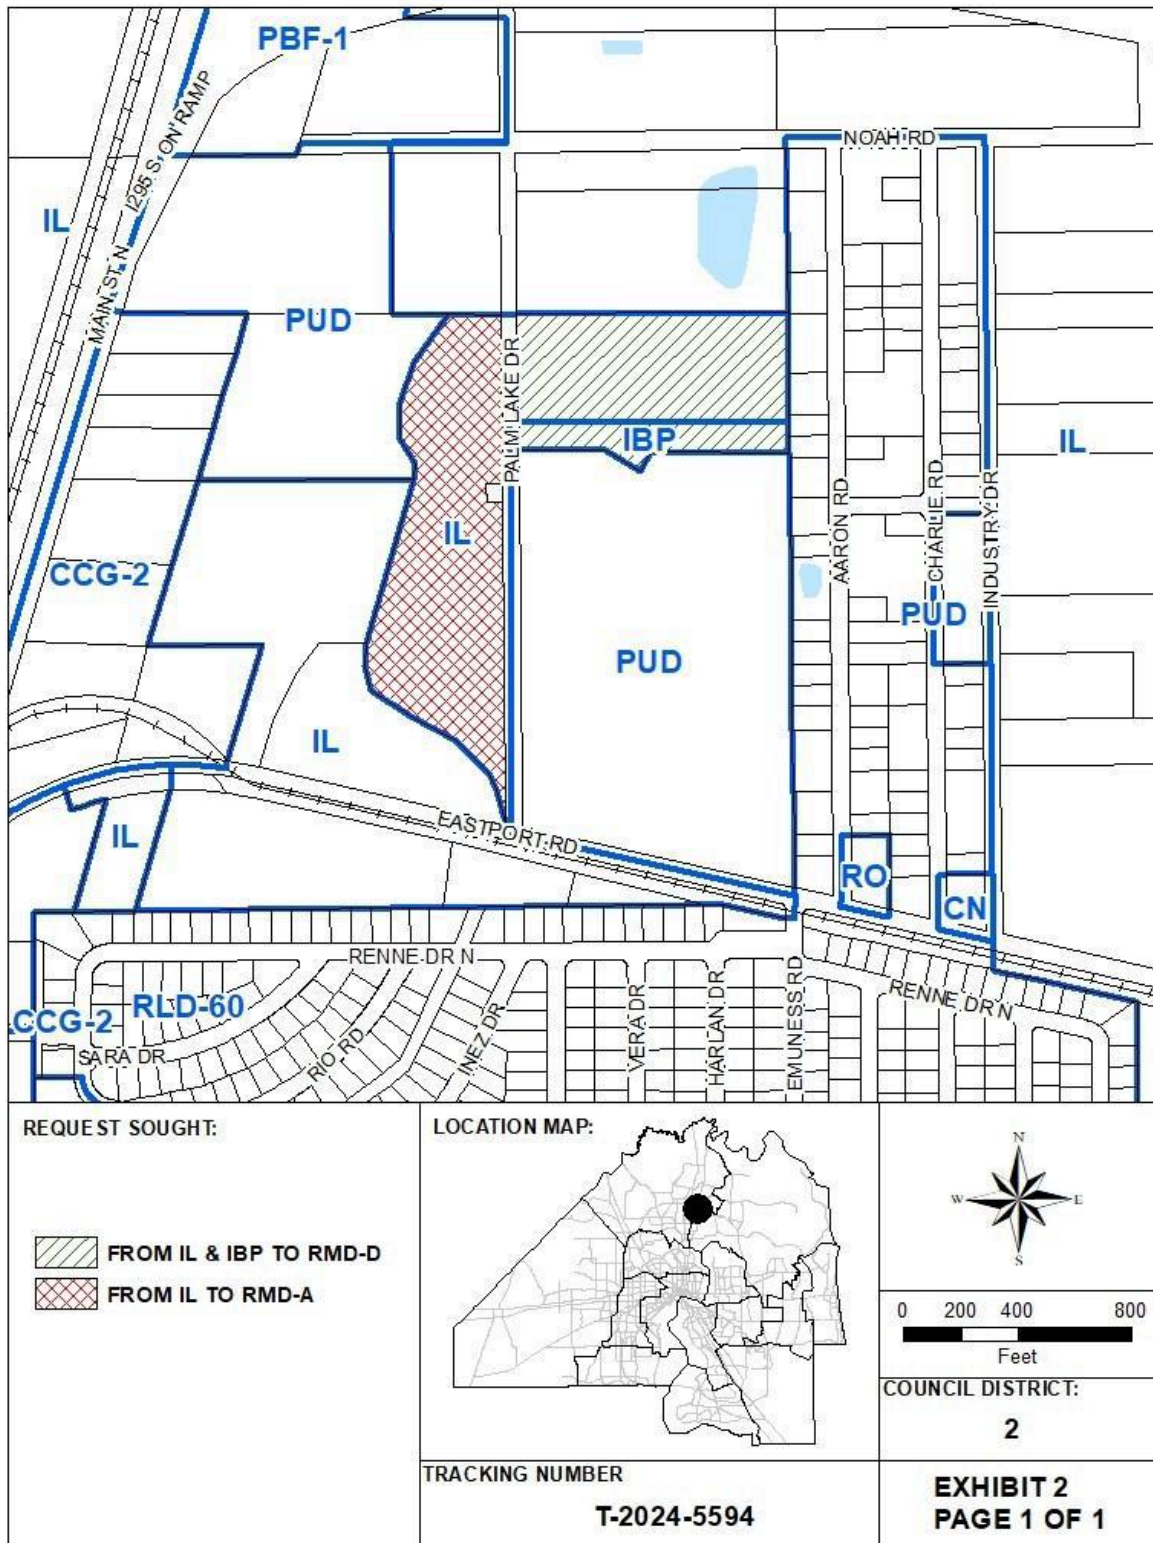 PBF-1
NOAH RD
I295 S ON RAMP
IL
MAIN ST N
PUD
PALM LAKE DR
IBP
IL
IL
AARON RD
CHARLIE RD
INDUSTRY DR
CCG-2
PUD
PUD
IL
EASTPORT RD
IL
RO
CN
RENNE DR N
RENNE DR N
RLD-60
CCG-2
SARA DR
RIO RD
INEZ DR
VERA DR
HARLAN DR
EMUNESS RD
REQUEST SOUGHT:
FROM IL & IBP TO RMD-D
FROM IL TO RMD-A
LOCATION MAP:
N
W
E
S
0 200 400 800
Feet
COUNCIL DISTRICT:
2
TRACKING NUMBER
T-2024-5594
EXHIBIT 2
PAGE 1 OF 1